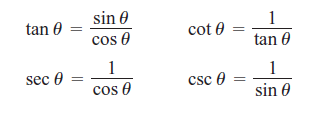 tan θ = sin θ / cos θ    cot θ = 1 / tan θ
sec θ = 1 / cos θ    csc θ = 1 / sin θ